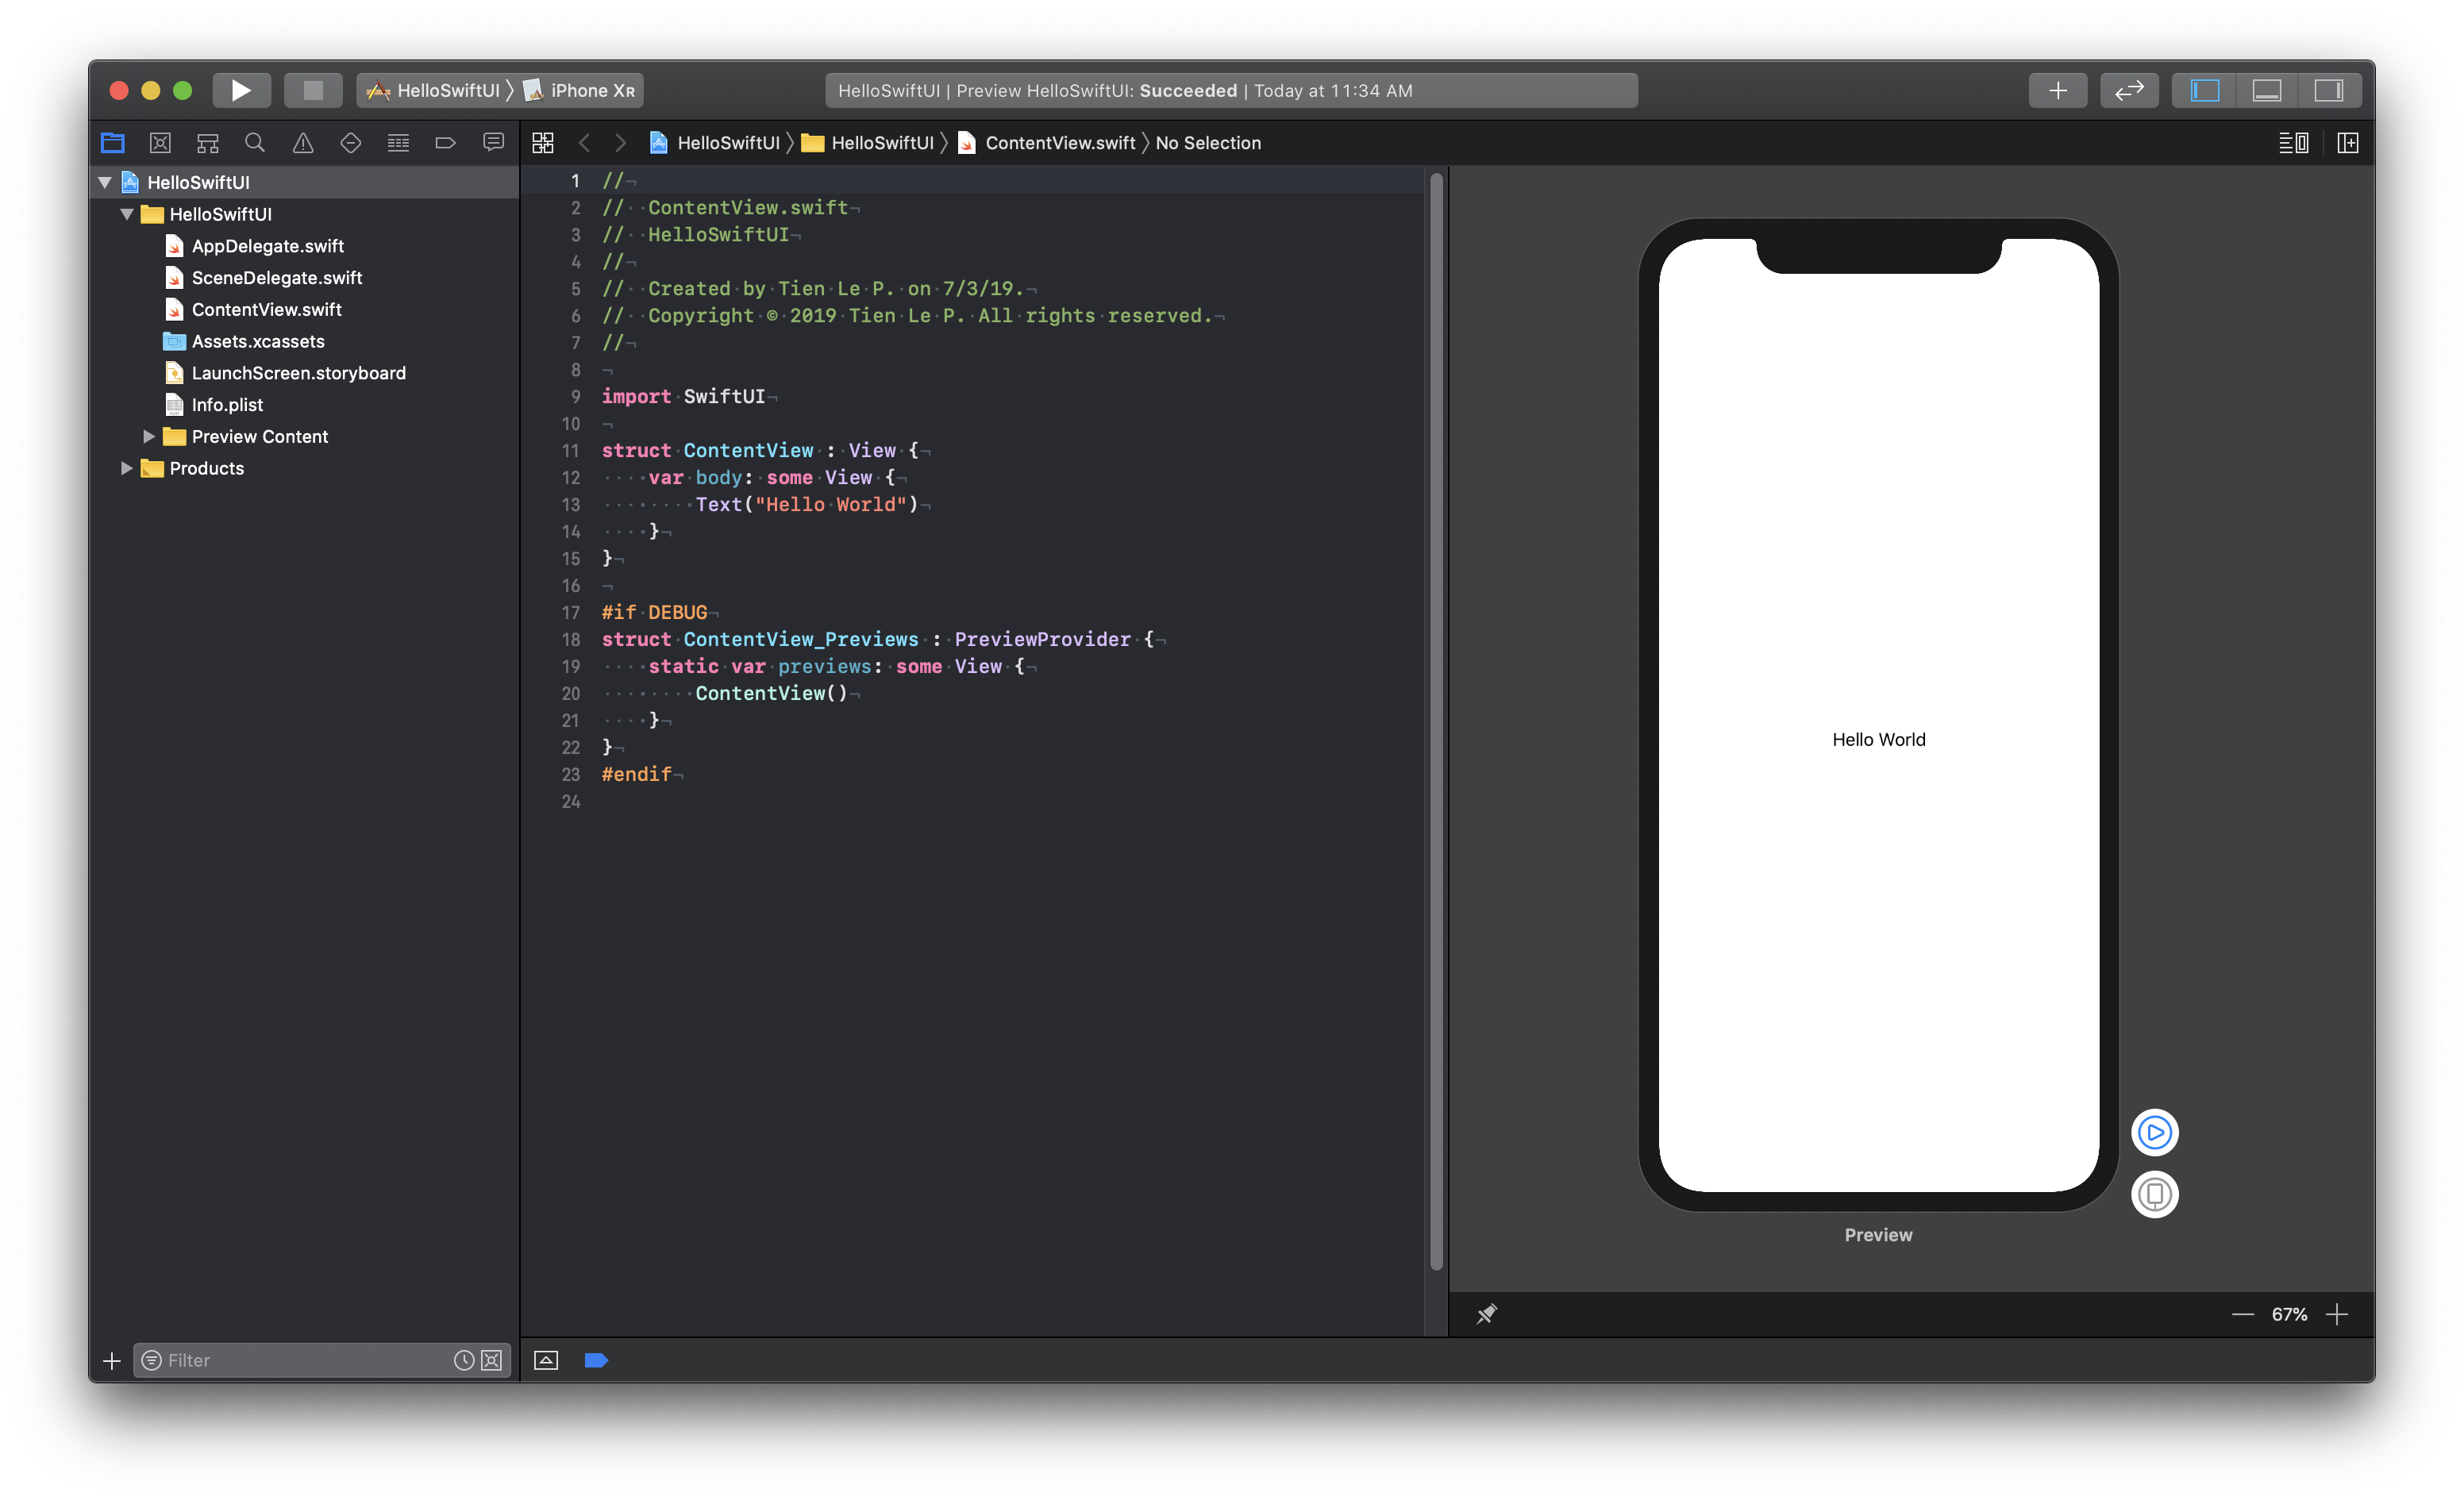 HelloSwiftUI 〉 iPhone Xʀ
HelloSwiftUI | Preview HelloSwiftUI: Succeeded | Today at 11:34 AM
HelloSwiftUI 〉 HelloSwiftUI 〉 ContentView.swift 〉 No Selection
HelloSwiftUI
HelloSwiftUI
AppDelegate.swift
SceneDelegate.swift
ContentView.swift
Assets.xcassets
LaunchScreen.storyboard
Info.plist
Preview Content
Products
Filter
1 //
2 //  ContentView.swift
3 //  HelloSwiftUI
4 //
5 //  Created by Tien Le P. on 7/3/19.
6 //  Copyright © 2019 Tien Le P. All rights reserved.
7 //
8
9 import SwiftUI
10
11 struct ContentView : View {
12     var body: some View {
13         Text("Hello World")
14     }
15 }
16
17 #if DEBUG
18 struct ContentView_Previews : PreviewProvider {
19     static var previews: some View {
20         ContentView()
21     }
22 }
23 #endif
24
Hello World
Preview
67%